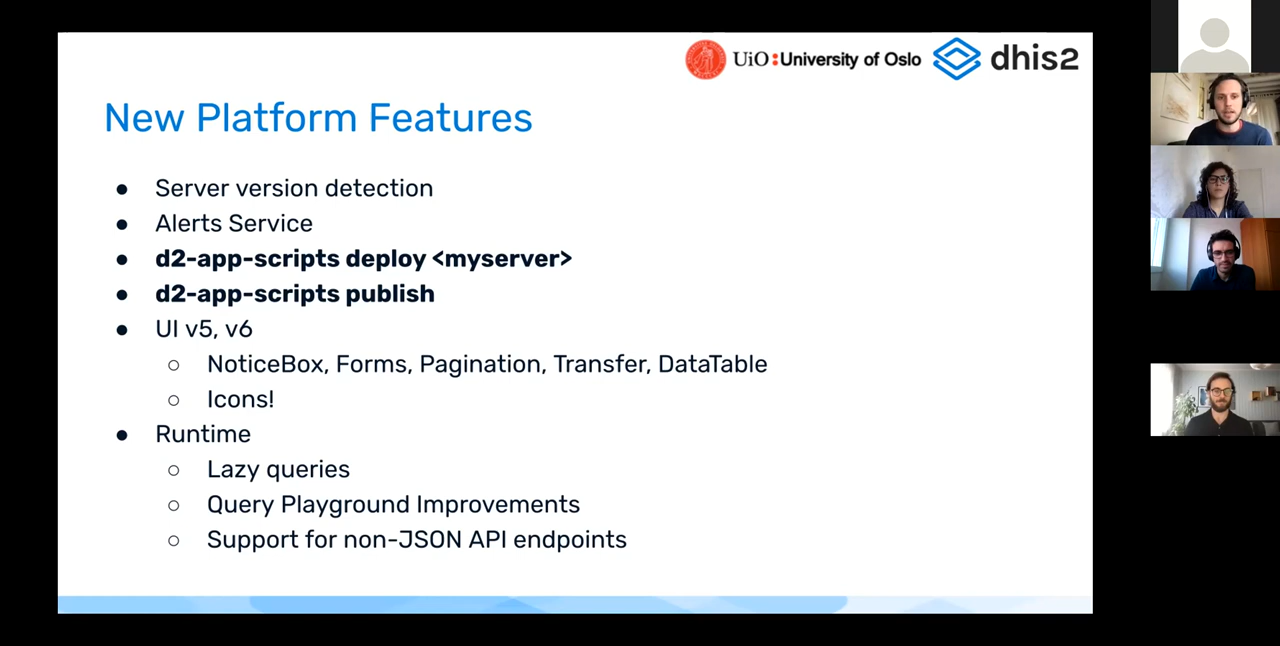 UiO:University of Oslo
dhis2
New Platform Features
● Server version detection
● Alerts Service
● d2-app-scripts deploy <myserver>
● d2-app-scripts publish
● UI v5, v6
○ NoticeBox, Forms, Pagination, Transfer, DataTable
○ Icons!
● Runtime
○ Lazy queries
○ Query Playground Improvements
○ Support for non-JSON API endpoints